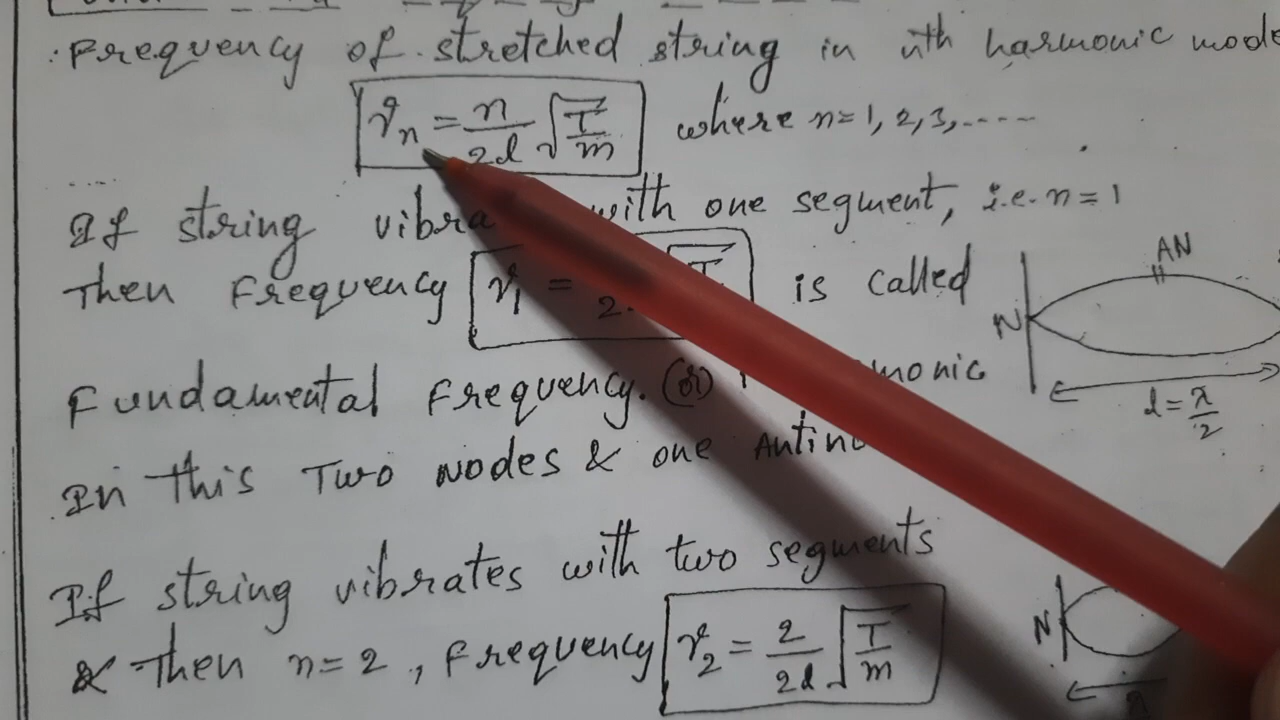 Frequency of stretched string in nth harmonic mode
νn = n/2l √T/m where n=1, 2, 3,.....
If string vibra with one segment, i.e. n=1
Then Frequency ν1 = is called
Fundamental Frequency. (or)
In this Two Nodes & one
If string vibrates with two segments
& Then n=2, Frequency ν2 = 2/2l √T/m
AN
N
l=λ/2
N